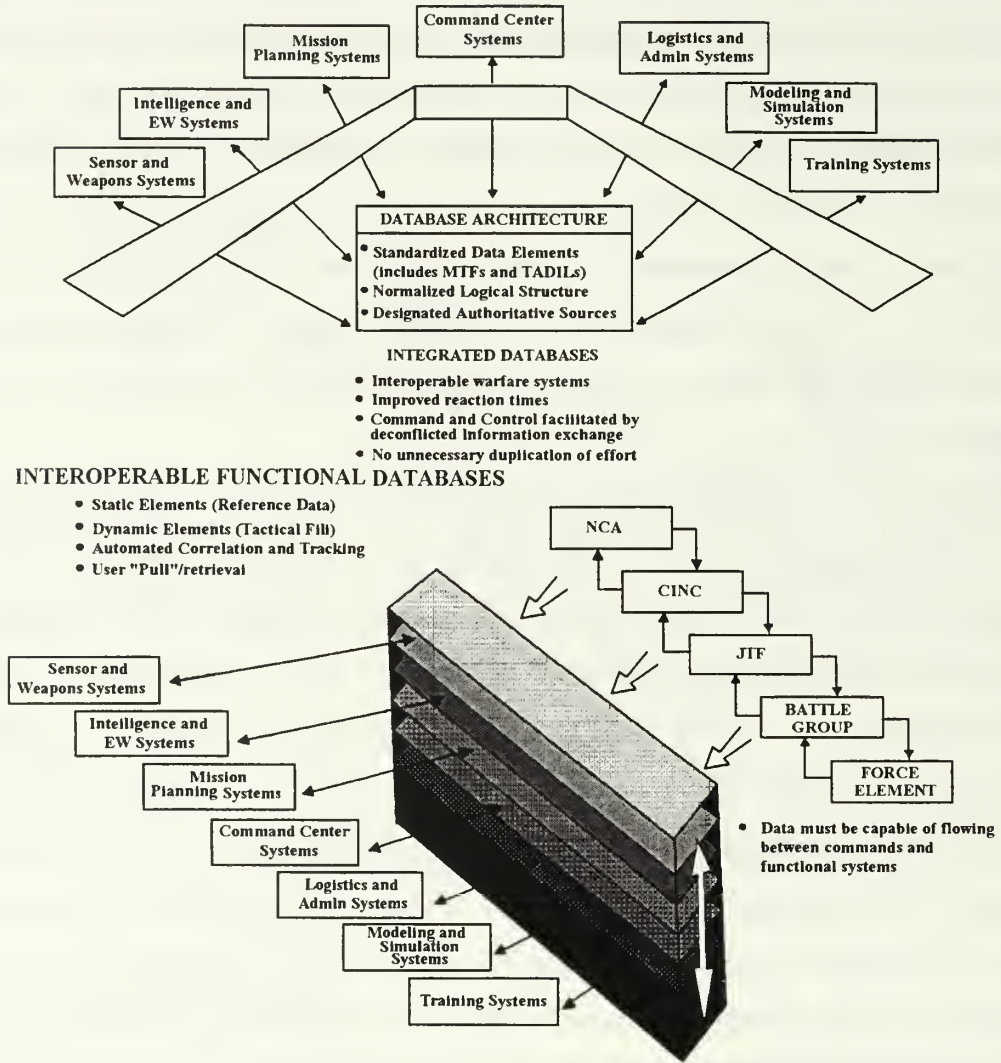 Command Center
Systems
Mission
Planning Systems
Logistics and
Admin Systems
Intelligence and
EW Systems
Modeling and
Simulation
Systems
Sensor and
Weapons Systems
Training Systems
DATABASE ARCHITECTURE
• Standardized Data Elements
(includes MTFs and TADILs)
• Normalized Logical Structure
• Designated Authoritative Sources
INTEGRATED DATABASES
• Interoperable warfare systems
• Improved reaction times
• Command and Control facilitated by
deconflicted information exchange
• No unnecessary duplication of effort
INTEROPERABLE FUNCTIONAL DATABASES
• Static Elements (Reference Data)
• Dynamic Elements (Tactical Fill)
• Automated Correlation and Tracking
• User "Pull"/retrieval
NCA
CINC
JTF
BATTLE
GROUP
FORCE
ELEMENT
Sensor and
Weapons Systems
Intelligence and
EW Systems
Mission
Planning Systems
Command Center
Systems
Logistics and
Admin Systems
Modeling and
Simulation
Systems
Training Systems
• Data must be capable of flowing
between commands and
functional systems